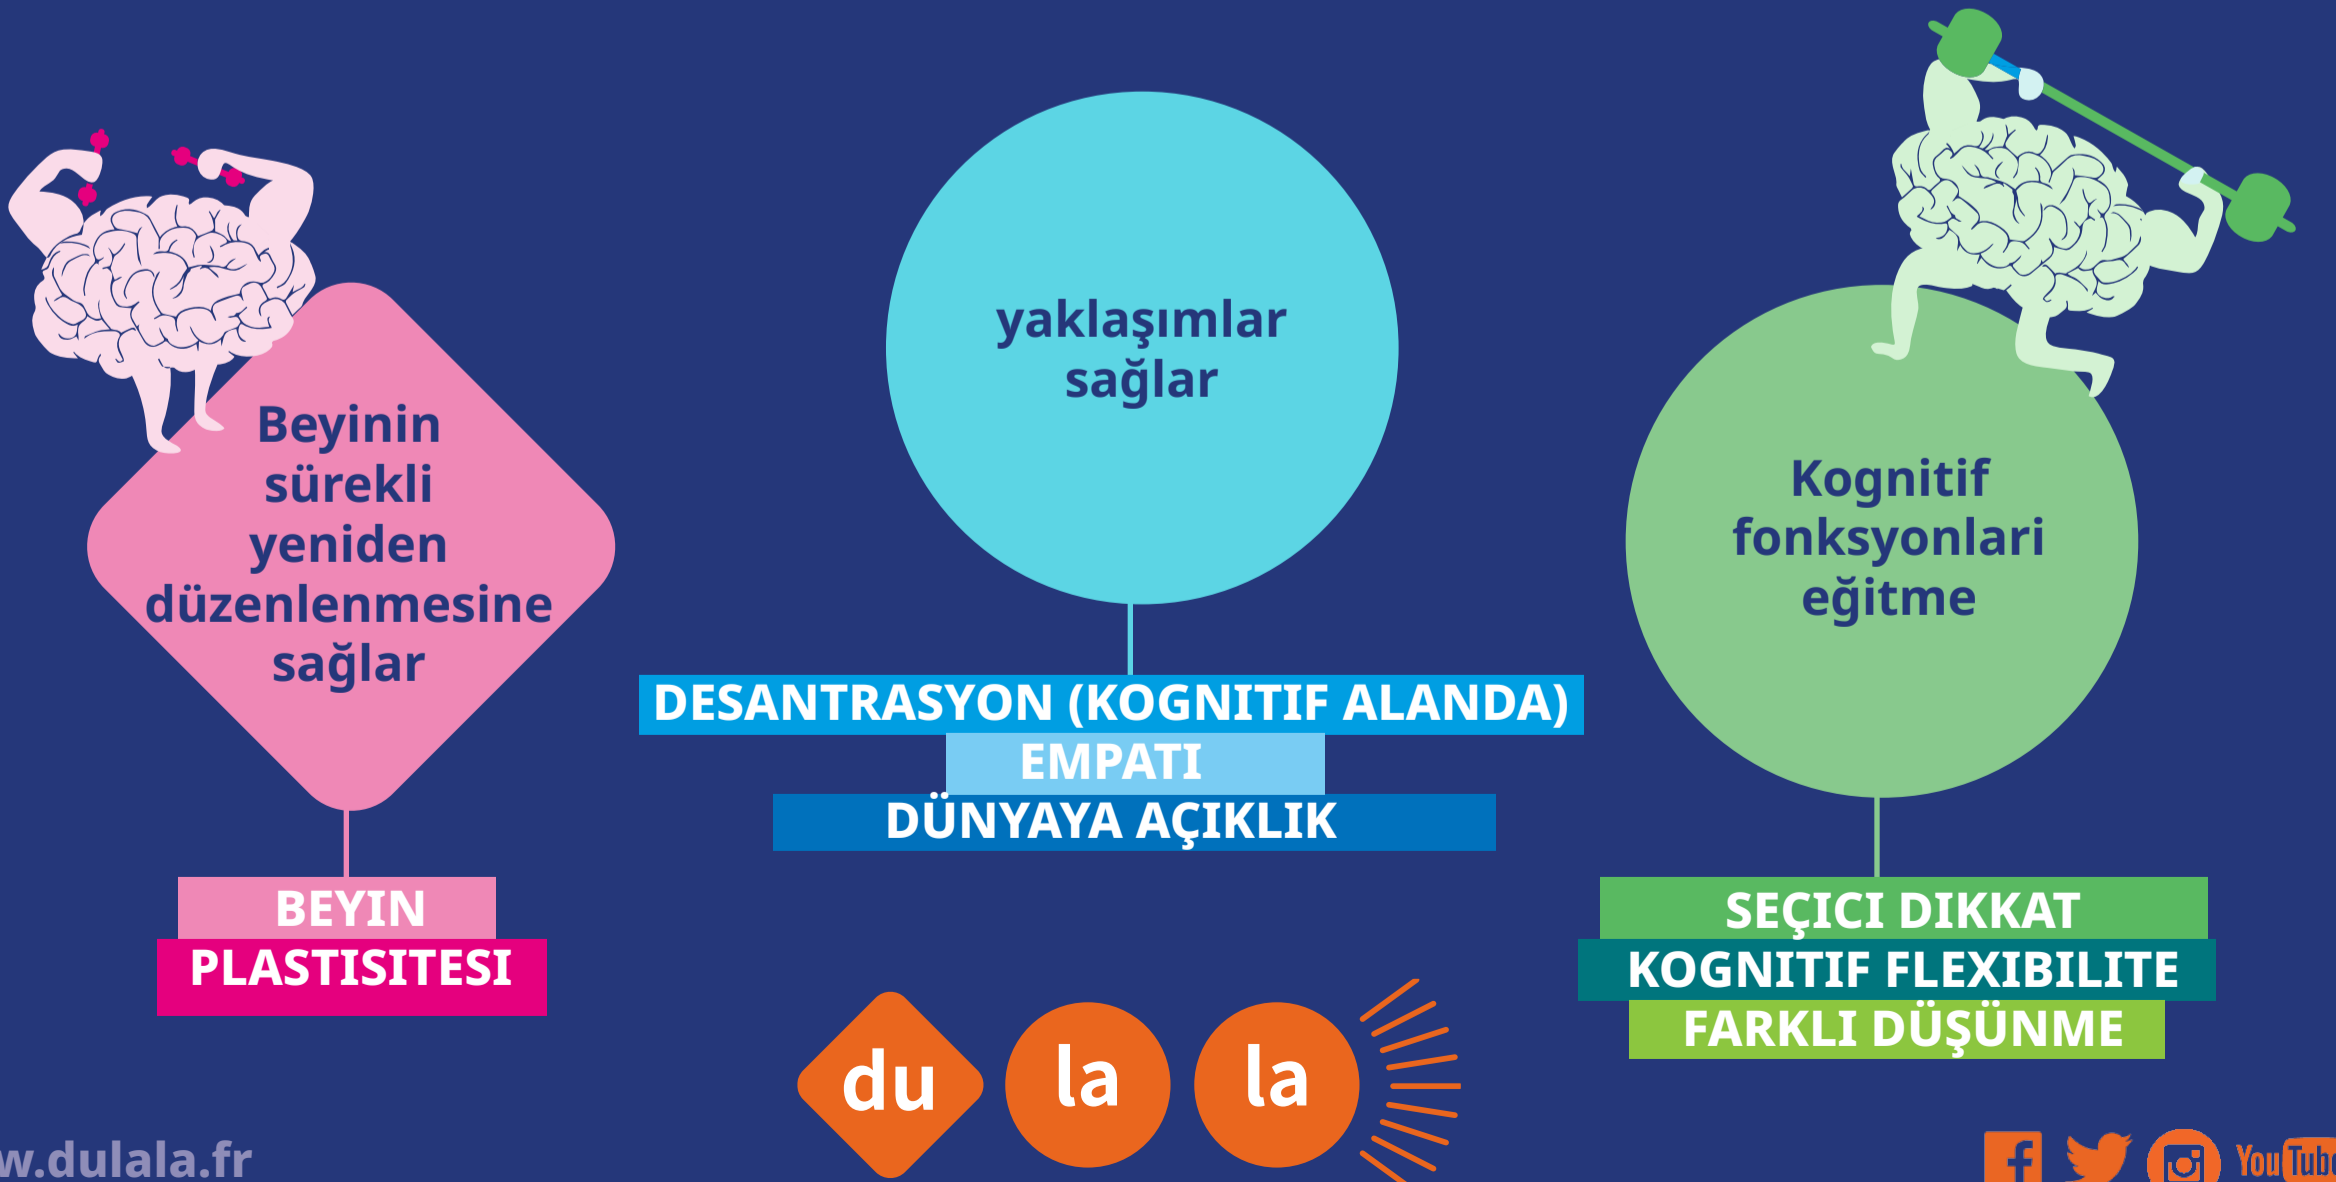 Beyinin
sürekli
yeniden
düzenlenmesine
sağlar
BEYIN
PLASTISITESI
yaklaşımlar
sağlar
DESANTRASYON (KOGNITIF ALANDA)
EMPATI
DÜNYAYA AÇIKLIK
Kognitif
fonksyonlari
eğitme
SEÇICI DIKKAT
KOGNITIF FLEXIBILITE
FARKLI DÜŞÜNME
du la la
w.dulala.fr
YouTube